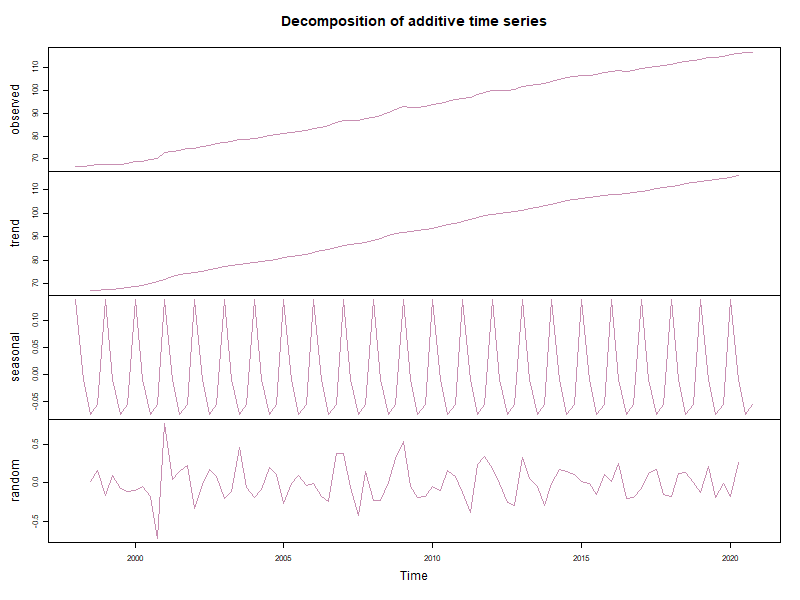 Decomposition of additive time series
observed
70 80 90 100 110
trend
70 80 90 100 110
seasonal
-0.05 0.00 0.05 0.10
random
-0.5 0.0 0.5
2000 2005 2010 2015 2020
Time